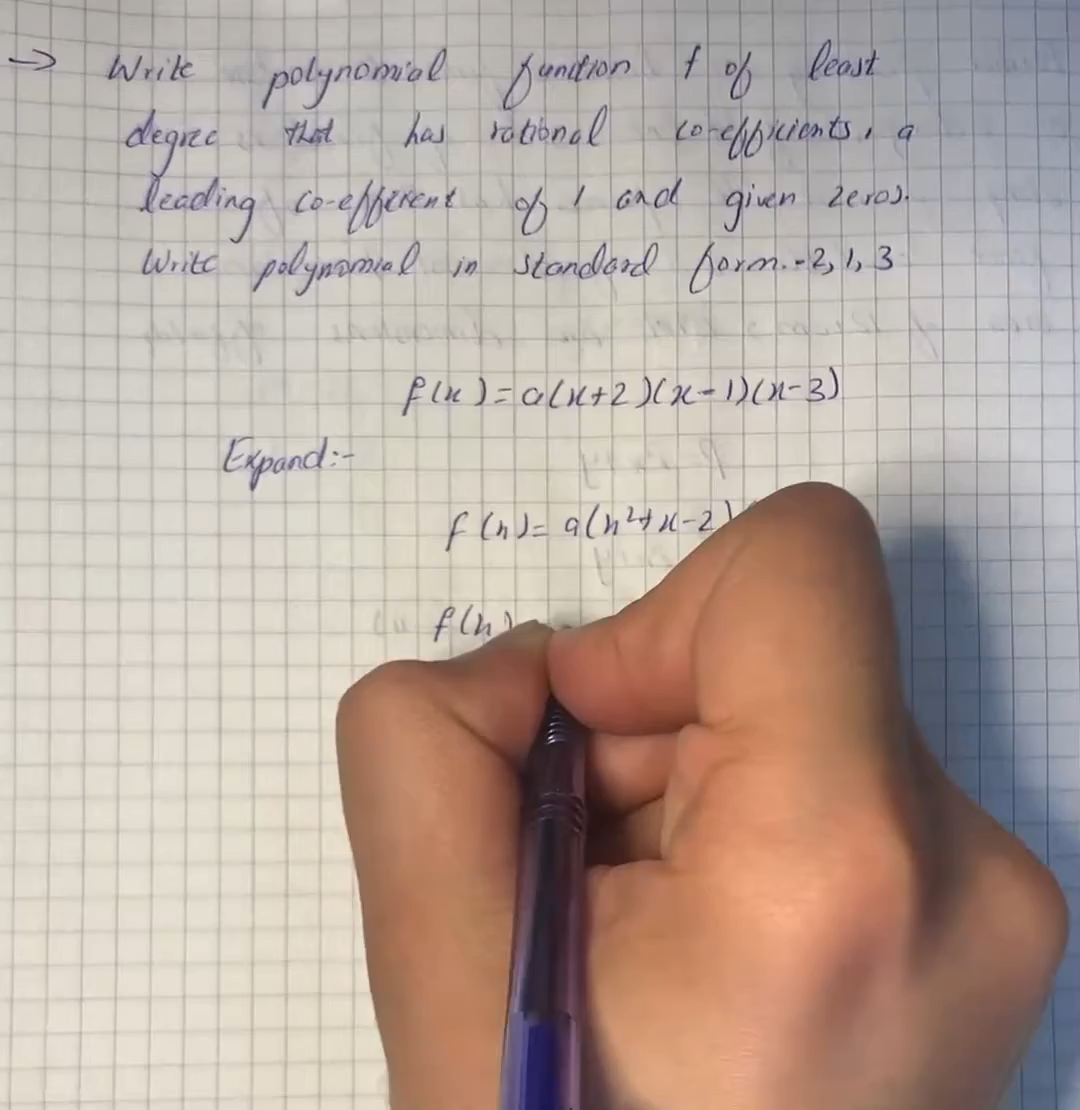 → Write polynomial function f of least
degree that has rational co-efficients, a
leading co-efferent of 1 and given zeros.
Write polynomial in standard form. -2, 1, 3
f(x) = a(x+2)(x-1)(x-3)
Expand:-
f(x) = a(x²+x-2)
f(x)